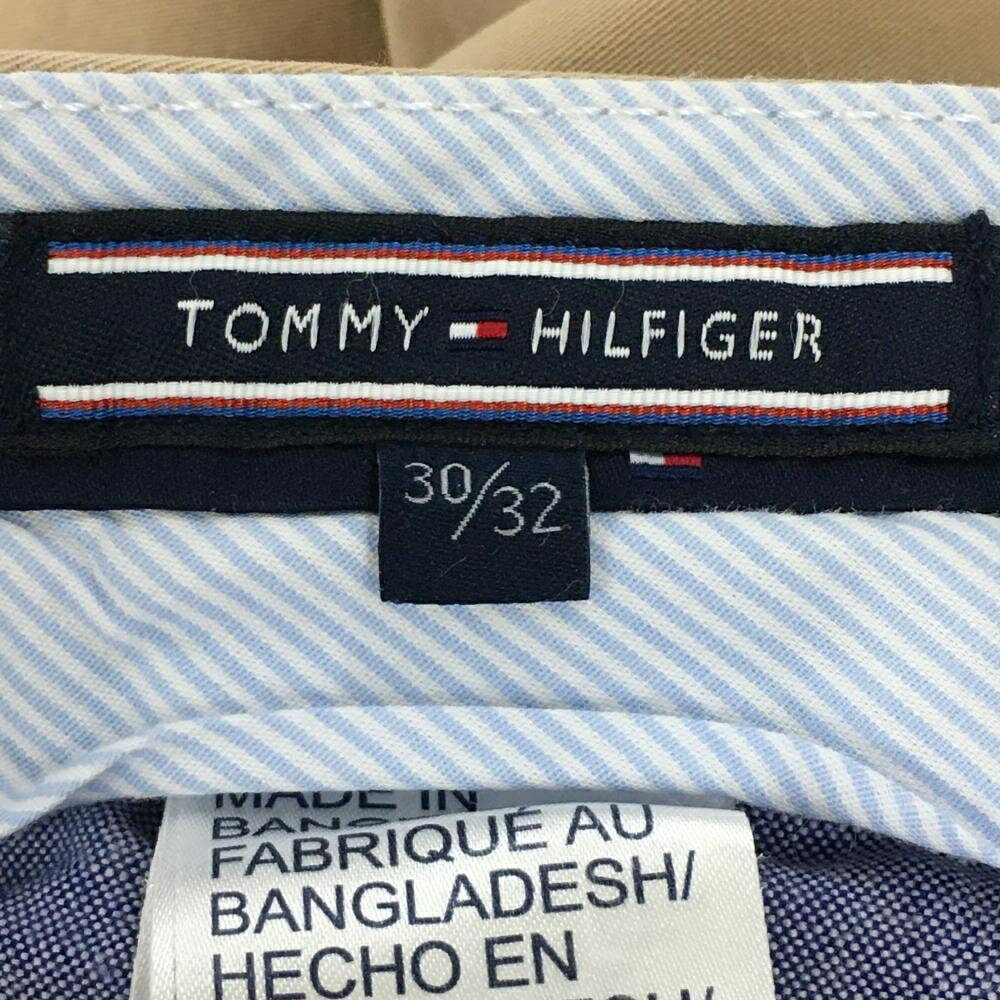 TOMMY HILFIGER
30/32
MADE IN
FABRIQUÉ AU
BANGLADESH/
HECHO EN